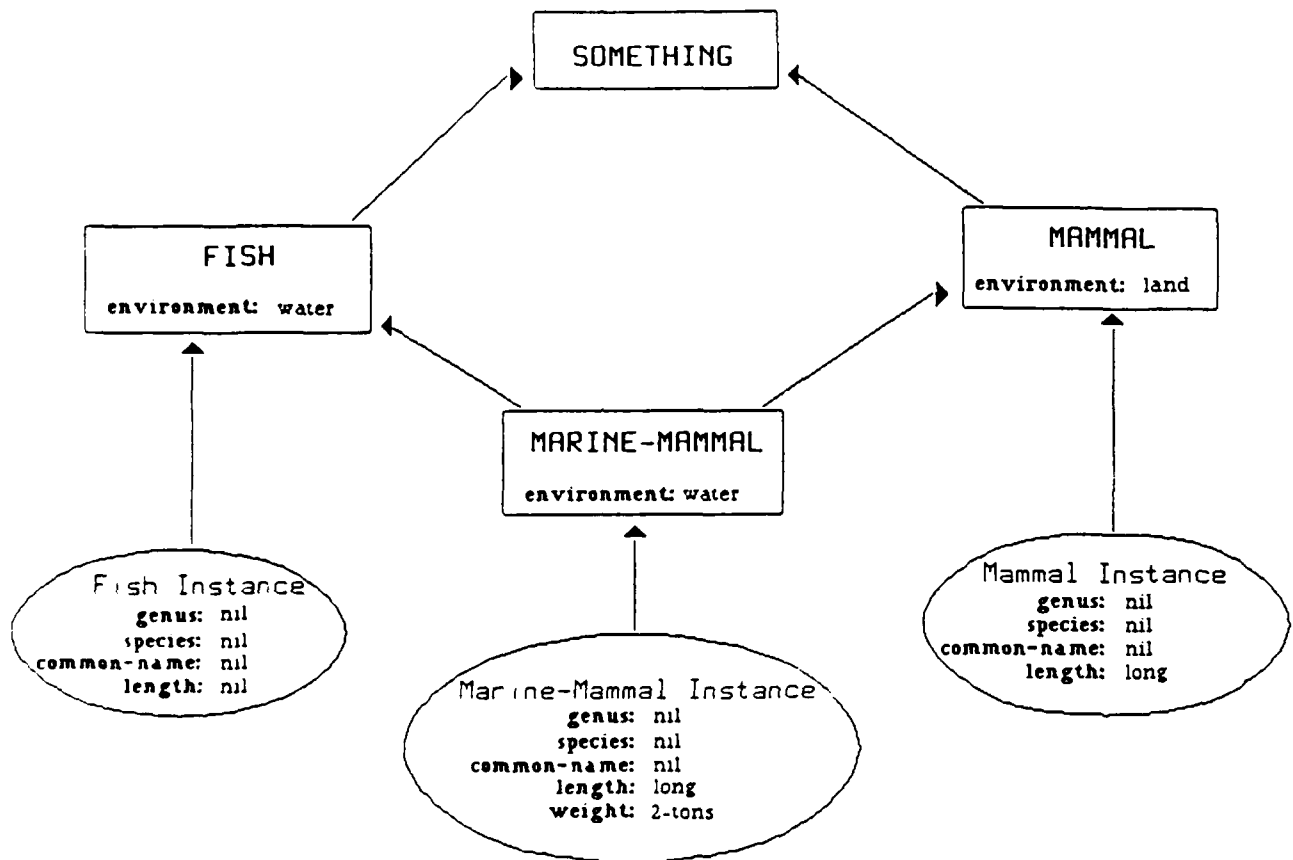 SOMETHING
FISH
environment: water
MAMMAL
environment: land
MARINE-MAMMAL
environment: water
Fish Instance
genus: nil
species: nil
common-name: nil
length: nil
Marine-Mammal Instance
genus: nil
species: nil
common-name: nil
length: long
weight: 2-tons
Mammal Instance
genus: nil
species: nil
common-name: nil
length: long